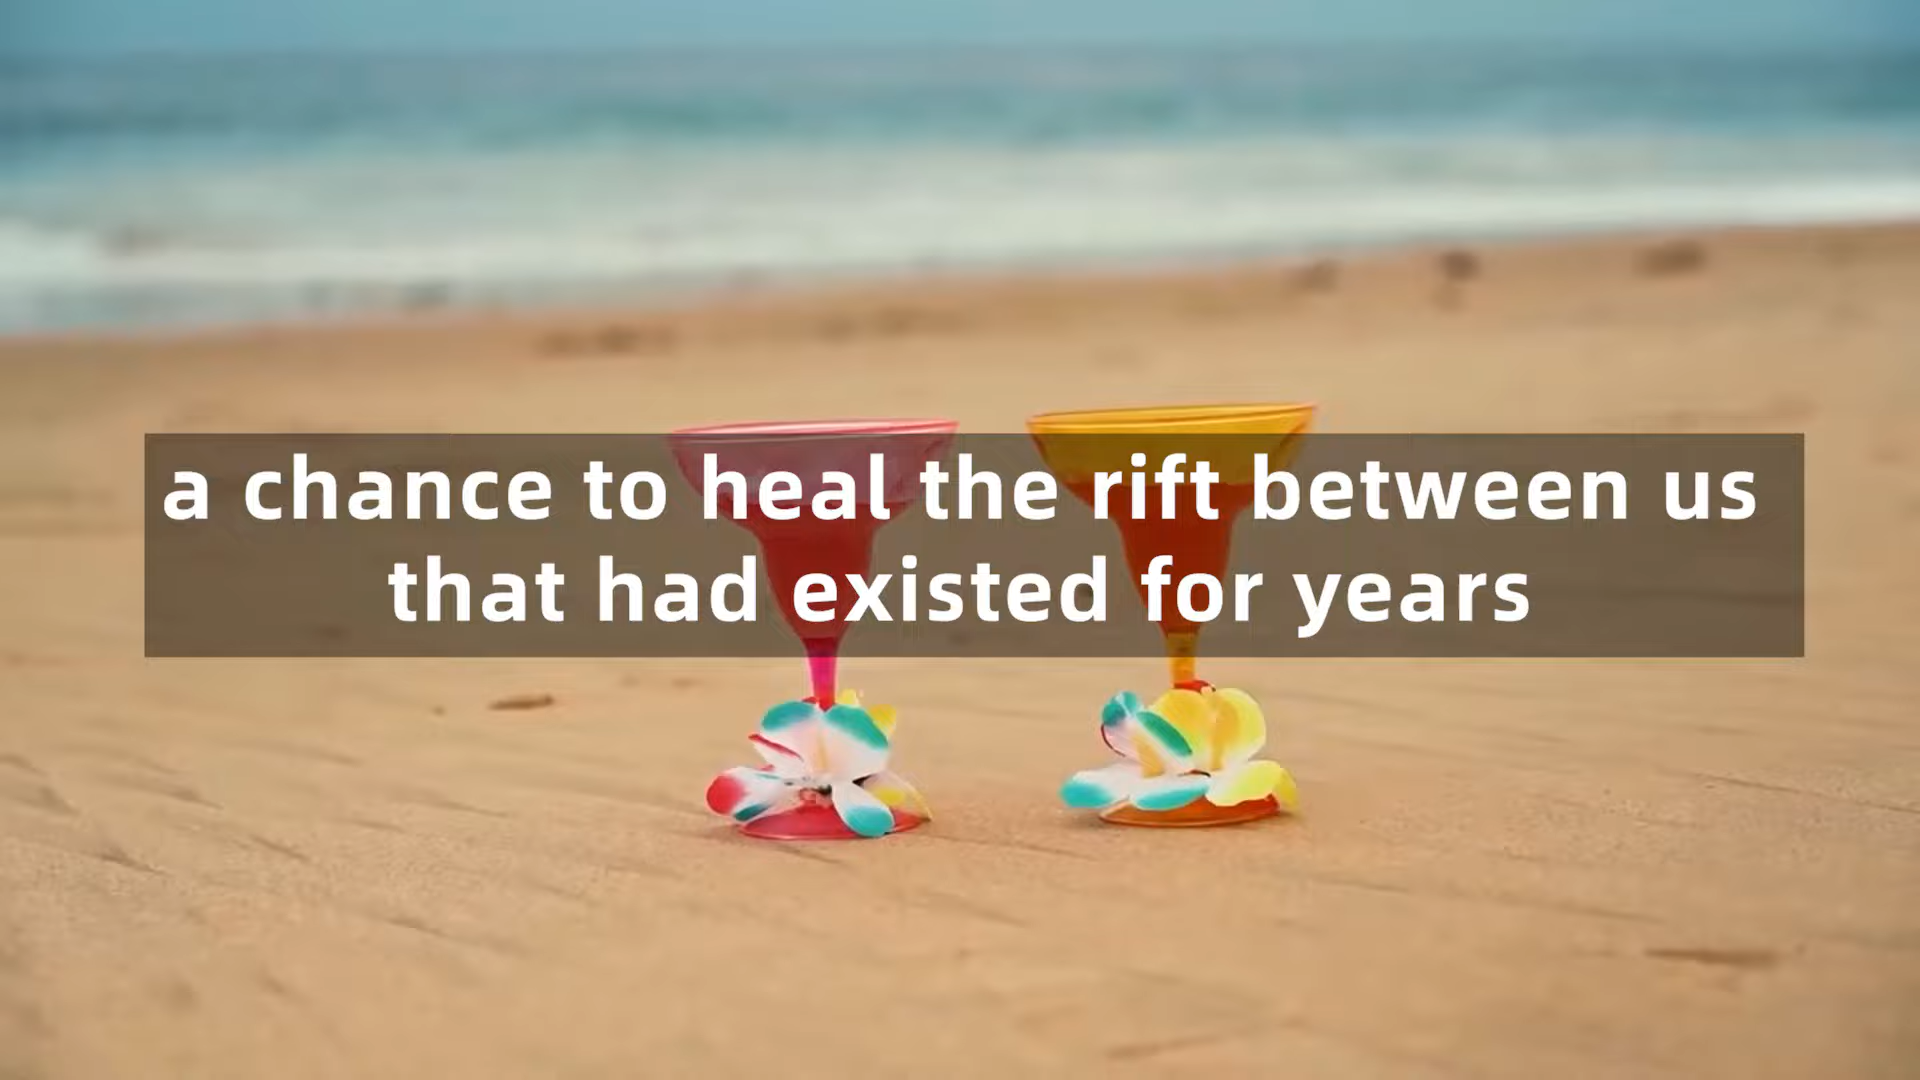 a chance to heal the rift between us
that had existed for years